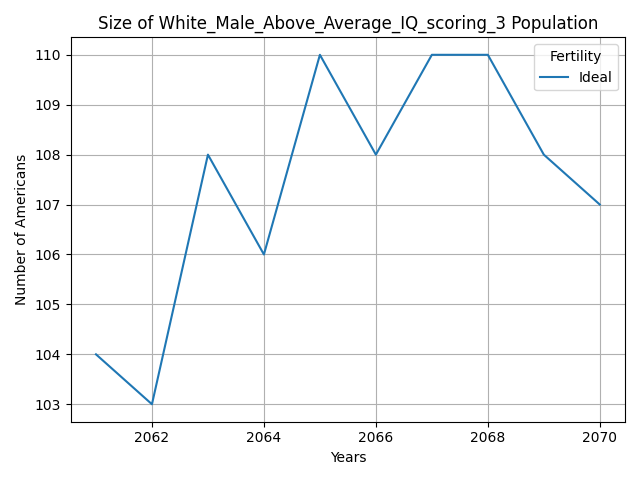 Size of White_Male_Above_Average_IQ_scoring_3 Population
110
109
108
107
106
105
104
103
Number of Americans
Fertility
Ideal
2062 2064 2066 2068 2070
Years